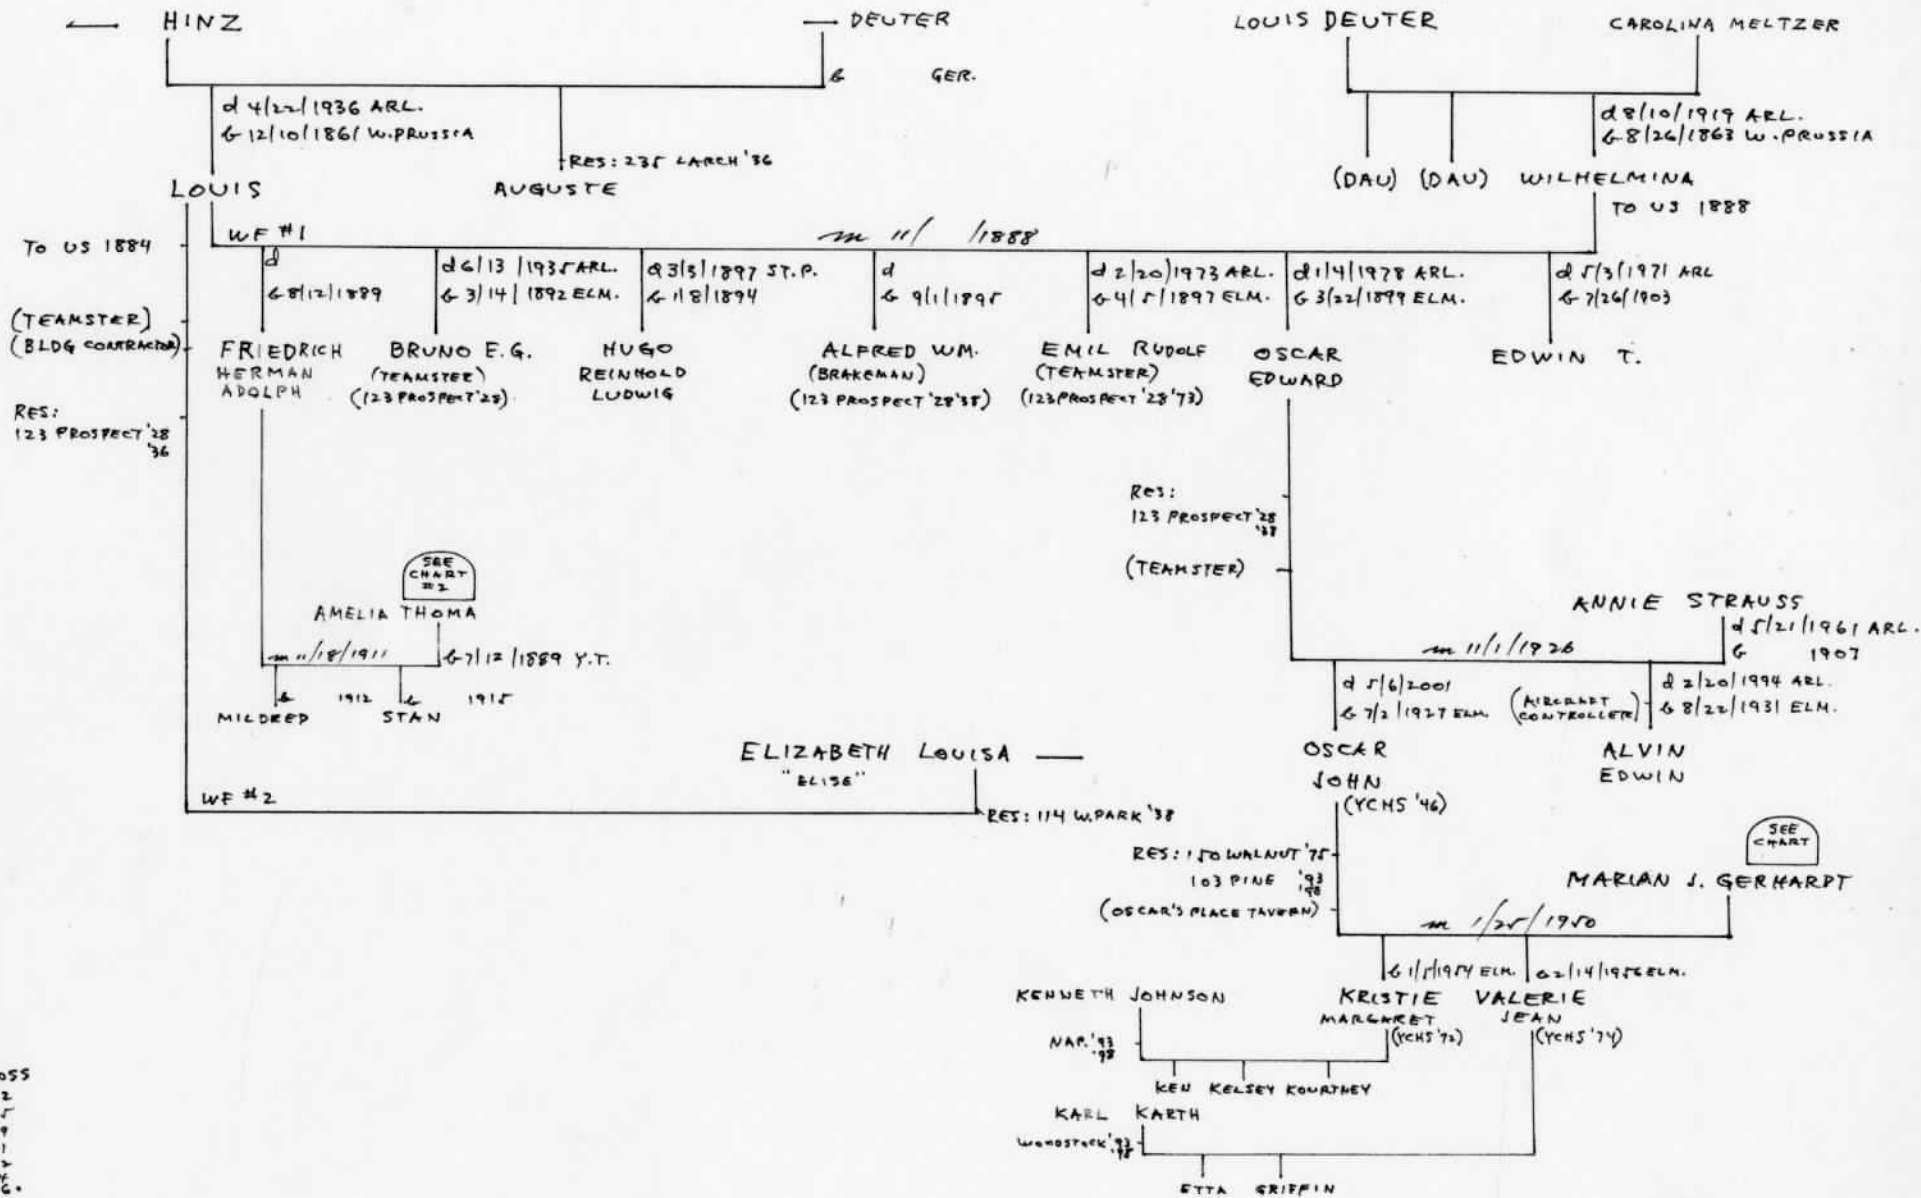 — HINZ
— DEUTER
LOUIS DEUTER
CAROLINA MELTZER
b GER.
d 4/22/1936 ARL.
b 12/10/1861 W.PRUSSIA
d 8/10/1919 ARL.
b 8/26/1863 W.PRUSSIA
RES: 235 LARCH '36
LOUIS
AUGUSTE
(DAU) (DAU) WILHELMINA
TO US 1888
TO US 1884
WF #1
m 11/ /1888
d
b 8/12/1889
d 6/13/1935 ARL.
b 3/14/1892 ELM.
d 3/3/1897 ST.P.
b 1/8/1894
d
b 9/1/1895
d 2/20/1973 ARL.
b 4/5/1897 ELM.
d 1/4/1978 ARL.
b 3/22/1899 ELM.
d 5/3/1971 ARL
b 7/26/1903
(TEAMSTER)
(BLDG CONTRACTOR)
FRIEDRICH
HERMAN
ADOLPH
BRUNO E.G.
(TEAMSTER)
(123 PROSPECT '28)
HUGO
REINHOLD
LUDWIG
ALFRED WM.
(BRAKEMAN)
(123 PROSPECT '28'38)
EMIL RUDOLF
(TEAMSTER)
(123 PROSPECT '28'73)
OSCAR
EDWARD
EDWIN T.
RES:
123 PROSPECT '28
'36
RES:
123 PROSPECT '28
'38
(TEAMSTER)
SEE
CHART
#2
AMELIA THOMA
m 11/18/1911
b 7/12/1889 Y.T.
b 1912
b 1915
MILDRED
STAN
ANNIE STRAUSS
d 5/21/1961 ARL.
b 1907
m 11/1/1926
d 5/6/2001
b 7/2/1927 ELM.
(AIRCRAFT
CONTROLLER)
d 2/20/1994 ARL.
b 8/22/1931 ELM.
OSCAR
JOHN
(YCHS '46)
ALVIN
EDWIN
ELIZABETH LOUISA —
"ELISE"
WF #2
RES: 114 W.PARK '38
RES: 150 WALNUT '75
103 PINE '93
'98
(OSCAR'S PLACE TAVERN)
SEE
CHART
MARIAN J. GERHARDT
m 1/25/1950
b 1/5/1954 ELM.
b 2/14/1956 ELM.
KENNETH JOHNSON
KRISTIE
MARGARET
(YCHS '72)
VALERIE
JEAN
(YCHS '74)
NAP. '93
'98
KEN KELSEY KOURTNEY
KARL KARTH
WOODSTOCK '93
'98
ETTA GRIFFIN
OSS
2
5
9
1
2